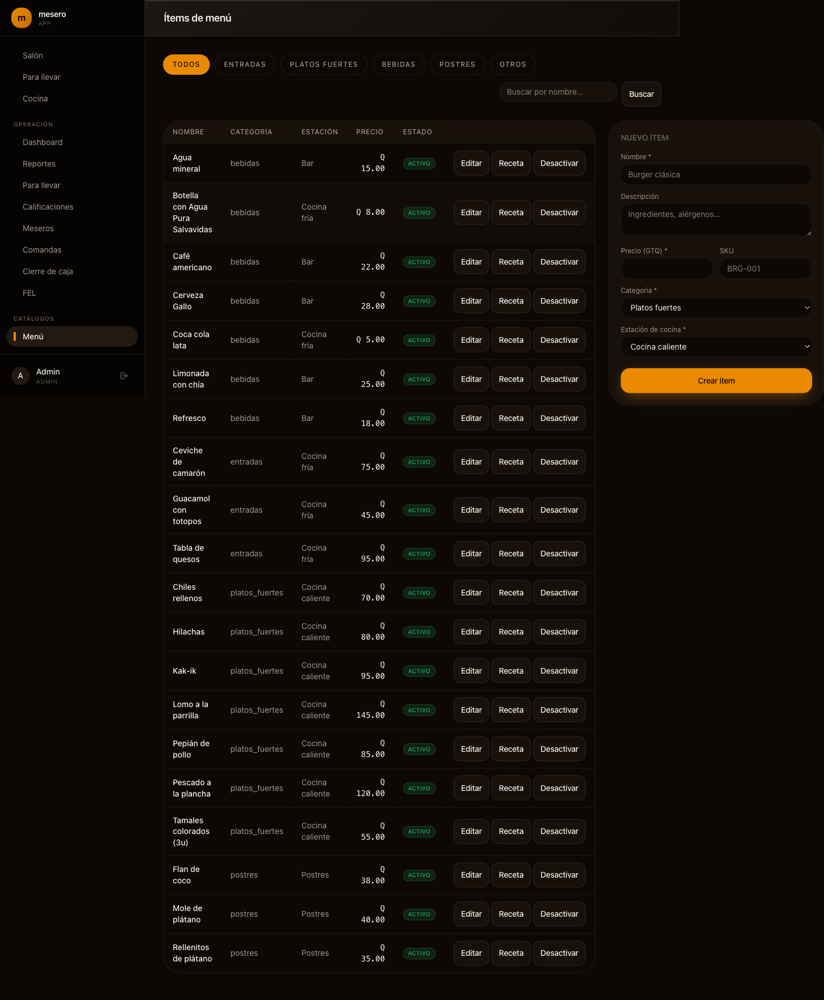 m
mesero
APP
Salón
Para llevar
Cocina
OPERACIÓN
Dashboard
Reportes
Para llevar
Calificaciones
Meseros
Comandas
Cierre de caja
FEL
CATÁLOGOS
Menú
A
Admin
ADMIN
Ítems de menú
TODOS ENTRADAS PLATOS FUERTES BEBIDAS POSTRES OTROS
Buscar por nombre... Buscar
NOMBRE CATEGORÍA ESTACIÓN PRECIO ESTADO
Agua
mineral
bebidas
Bar
Q
15.00
ACTIVO
Editar Receta Desactivar
Botella
con Agua
Pura
Salvavidas
bebidas
Cocina
fría
Q 8.00
ACTIVO
Editar Receta Desactivar
Café
americano
bebidas
Bar
Q
22.00
ACTIVO
Editar Receta Desactivar
Cerveza
Gallo
bebidas
Bar
Q
28.00
ACTIVO
Editar Receta Desactivar
Coca cola
lata
bebidas
Cocina
fría
Q 5.00
ACTIVO
Editar Receta Desactivar
Limonada
con chía
bebidas
Bar
Q
25.00
ACTIVO
Editar Receta Desactivar
Refresco
bebidas
Bar
Q
18.00
ACTIVO
Editar Receta Desactivar
Ceviche
de
camarón
entradas
Cocina
fría
Q
75.00
ACTIVO
Editar Receta Desactivar
Guacamol
con
totopos
entradas
Cocina
fría
Q
45.00
ACTIVO
Editar Receta Desactivar
Tabla de
quesos
entradas
Cocina
fría
Q
95.00
ACTIVO
Editar Receta Desactivar
Chiles
rellenos
platos_fuertes
Cocina
caliente
Q
70.00
ACTIVO
Editar Receta Desactivar
Hilachas
platos_fuertes
Cocina
caliente
Q
80.00
ACTIVO
Editar Receta Desactivar
Kak-ik
platos_fuertes
Cocina
caliente
Q
95.00
ACTIVO
Editar Receta Desactivar
Lomo a la
parrilla
platos_fuertes
Cocina
caliente
Q
145.00
ACTIVO
Editar Receta Desactivar
Pepián de
pollo
platos_fuertes
Cocina
caliente
Q
85.00
ACTIVO
Editar Receta Desactivar
Pescado a
la plancha
platos_fuertes
Cocina
caliente
Q
120.00
ACTIVO
Editar Receta Desactivar
Tamales
colorados
(3u)
platos_fuertes
Cocina
caliente
Q
55.00
ACTIVO
Editar Receta Desactivar
Flan de
coco
postres
Postres
Q
38.00
ACTIVO
Editar Receta Desactivar
Mole de
plátano
postres
Postres
Q
40.00
ACTIVO
Editar Receta Desactivar
Rellenitos
de plátano
postres
Postres
Q
35.00
ACTIVO
Editar Receta Desactivar
NUEVO ÍTEM
Nombre *
Burger clásica
Descripción
Ingredientes, alérgenos...
Precio (GTQ) * SKU
BRG-001
Categoría *
Platos fuertes
Estación de cocina *
Cocina caliente
Crear ítem